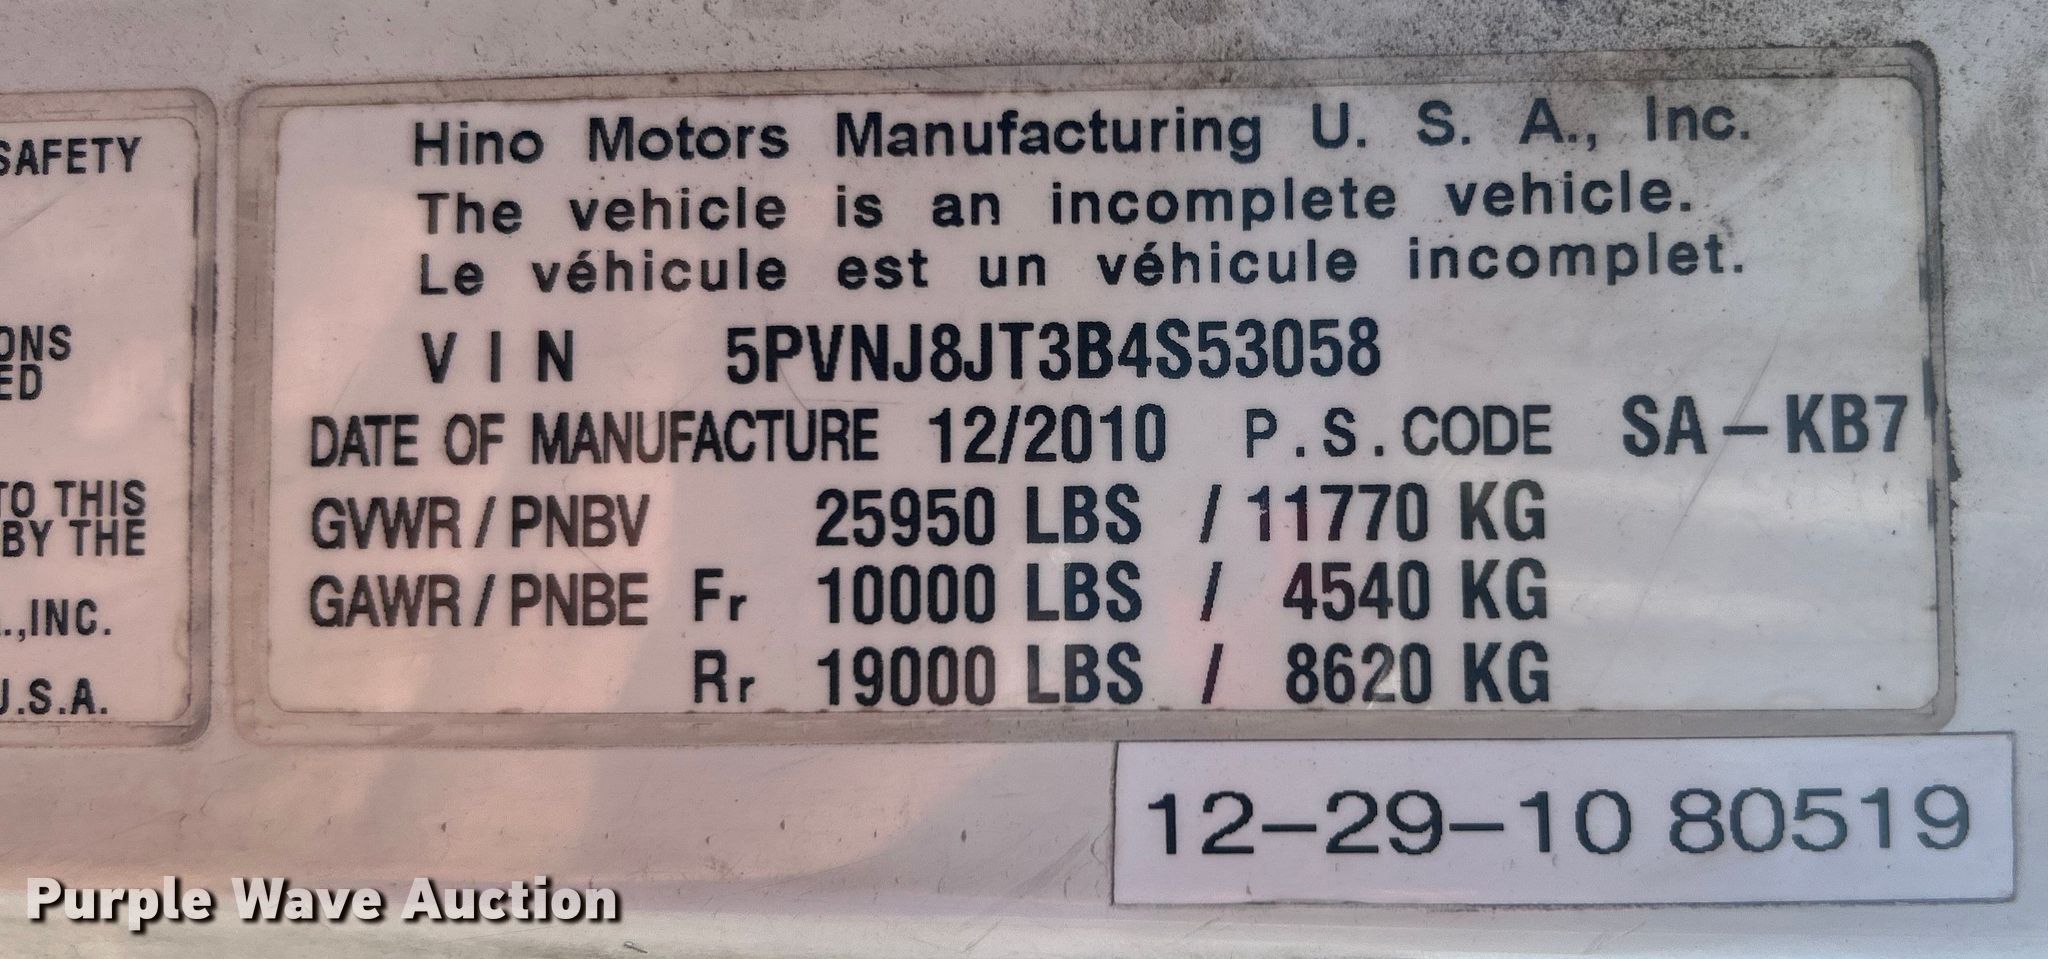 SAFETY
ONS
ED
TO THIS
BY THE
.,INC.
U.S.A.
Hino Motors Manufacturing U. S. A., Inc.
The vehicle is an incomplete vehicle.
Le véhicule est un véhicule incomplet.
VIN 5PVNJ8JT3B4S53058
DATE OF MANUFACTURE 12/2010 P.S.CODE SA-KB7
GVWR/PNBV 25950 LBS / 11770 KG
GAWR/PNBE Fr 10000 LBS / 4540 KG
Rr 19000 LBS / 8620 KG
12-29-10 80519
Purple Wave Auction